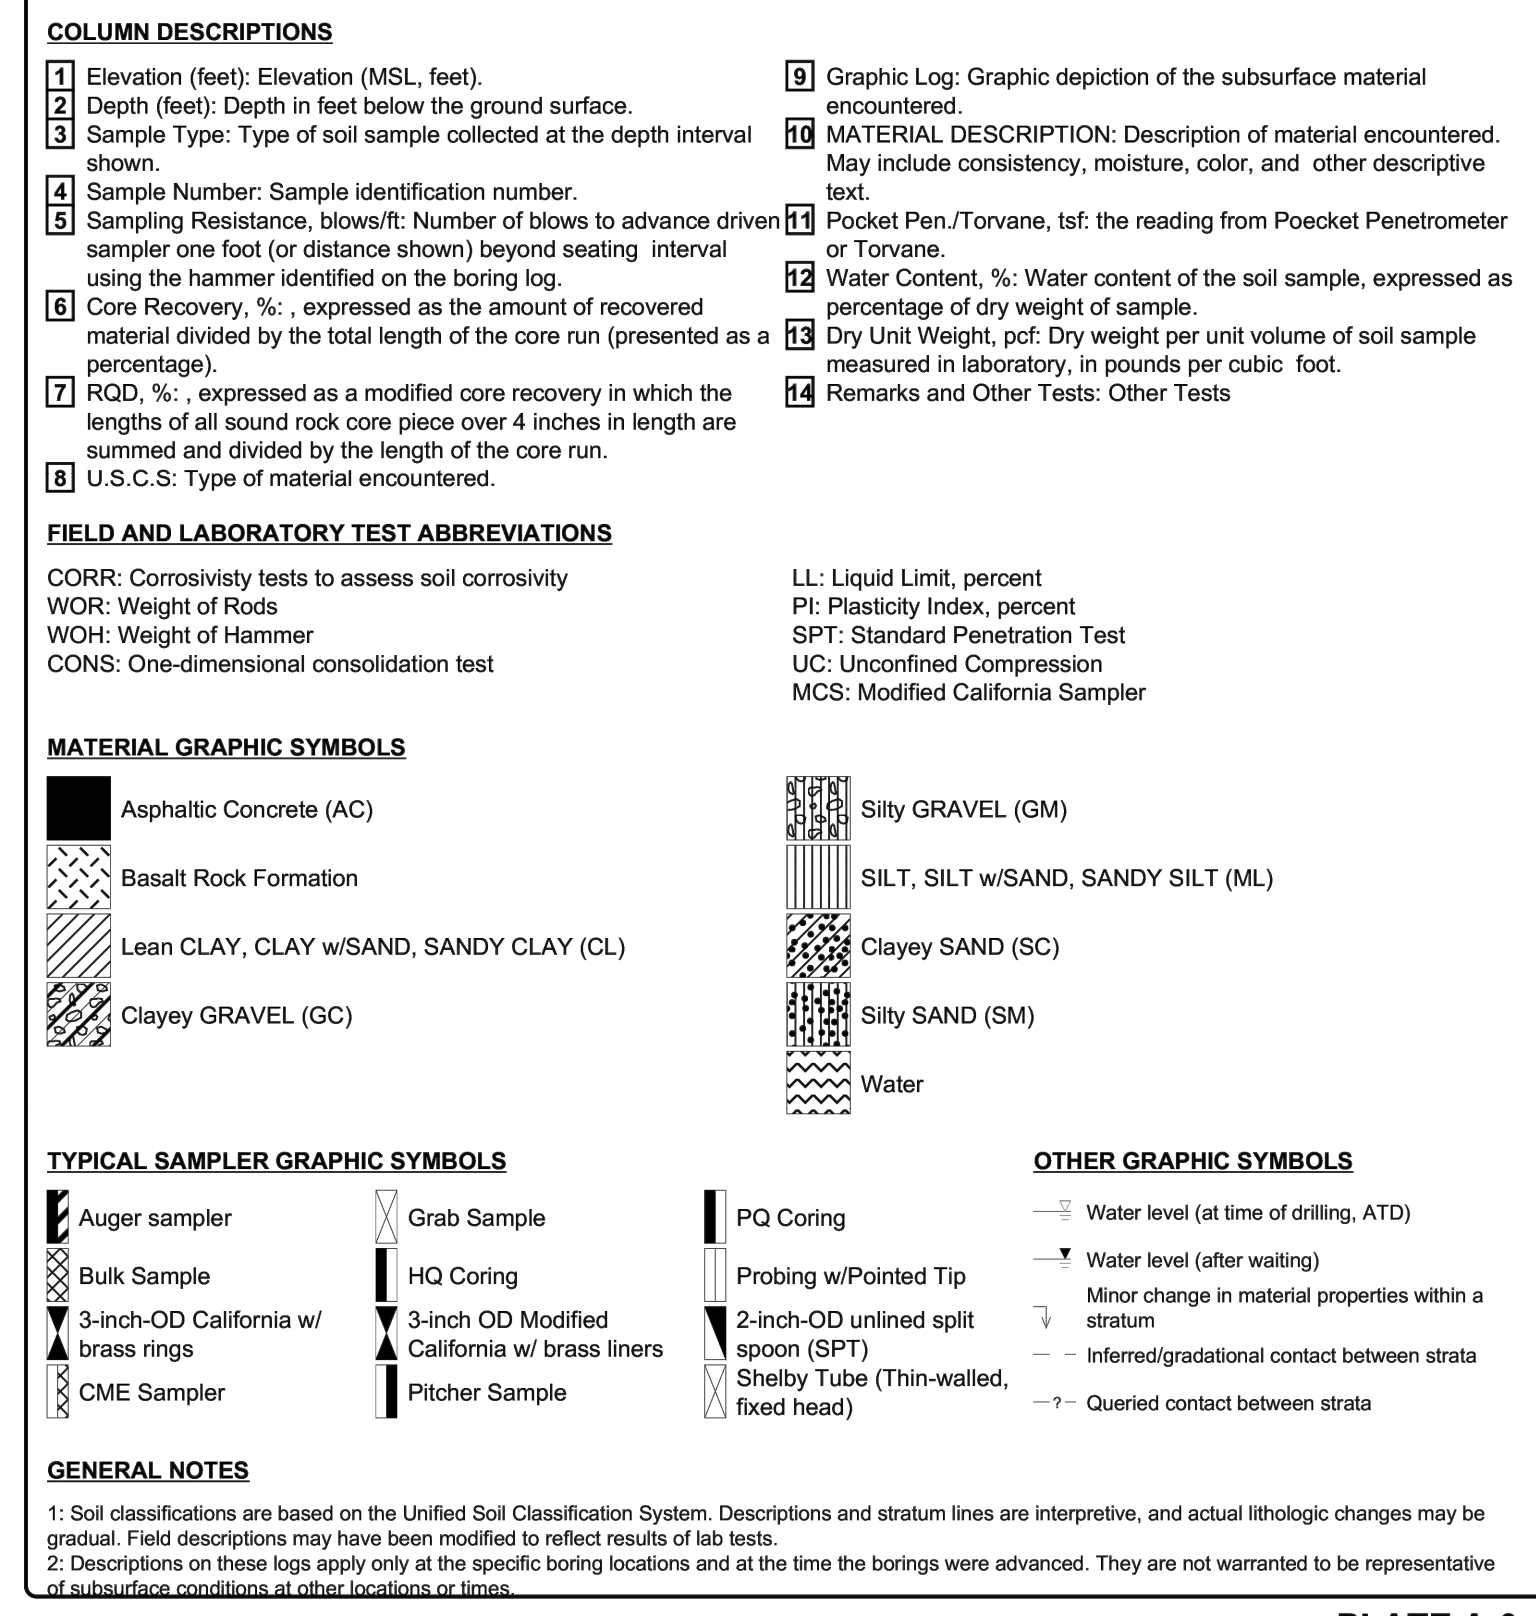 COLUMN DESCRIPTIONS
1 Elevation (feet): Elevation (MSL, feet).
2 Depth (feet): Depth in feet below the ground surface.
3 Sample Type: Type of soil sample collected at the depth interval
shown.
4 Sample Number: Sample identification number.
5 Sampling Resistance, blows/ft: Number of blows to advance driven
sampler one foot (or distance shown) beyond seating interval
using the hammer identified on the boring log.
6 Core Recovery, %: , expressed as the amount of recovered
material divided by the total length of the core run (presented as a
percentage).
7 RQD, %: , expressed as a modified core recovery in which the
lengths of all sound rock core piece over 4 inches in length are
summed and divided by the length of the core run.
8 U.S.C.S: Type of material encountered.
9 Graphic Log: Graphic depiction of the subsurface material
encountered.
10 MATERIAL DESCRIPTION: Description of material encountered.
May include consistency, moisture, color, and other descriptive
text.
11 Pocket Pen./Torvane, tsf: the reading from Poecket Penetrometer
or Torvane.
12 Water Content, %: Water content of the soil sample, expressed as
percentage of dry weight of sample.
13 Dry Unit Weight, pcf: Dry weight per unit volume of soil sample
measured in laboratory, in pounds per cubic foot.
14 Remarks and Other Tests: Other Tests
FIELD AND LABORATORY TEST ABBREVIATIONS
CORR: Corrosivisty tests to assess soil corrosivity
WOR: Weight of Rods
WOH: Weight of Hammer
CONS: One-dimensional consolidation test
LL: Liquid Limit, percent
PI: Plasticity Index, percent
SPT: Standard Penetration Test
UC: Unconfined Compression
MCS: Modified California Sampler
MATERIAL GRAPHIC SYMBOLS
Asphaltic Concrete (AC)
Basalt Rock Formation
Lean CLAY, CLAY w/SAND, SANDY CLAY (CL)
Clayey GRAVEL (GC)
Silty GRAVEL (GM)
SILT, SILT w/SAND, SANDY SILT (ML)
Clayey SAND (SC)
Silty SAND (SM)
Water
TYPICAL SAMPLER GRAPHIC SYMBOLS
Auger sampler
Bulk Sample
3-inch-OD California w/
brass rings
CME Sampler
Grab Sample
HQ Coring
3-inch OD Modified
California w/ brass liners
Pitcher Sample
PQ Coring
Probing w/Pointed Tip
2-inch-OD unlined split
spoon (SPT)
Shelby Tube (Thin-walled,
fixed head)
OTHER GRAPHIC SYMBOLS
Water level (at time of drilling, ATD)
Water level (after waiting)
Minor change in material properties within a
stratum
Inferred/gradational contact between strata
? Queried contact between strata
GENERAL NOTES
1: Soil classifications are based on the Unified Soil Classification System. Descriptions and stratum lines are interpretive, and actual lithologic changes may be
gradual. Field descriptions may have been modified to reflect results of lab tests.
2: Descriptions on these logs apply only at the specific boring locations and at the time the borings were advanced. They are not warranted to be representative
of subsurface conditions at other locations or times.